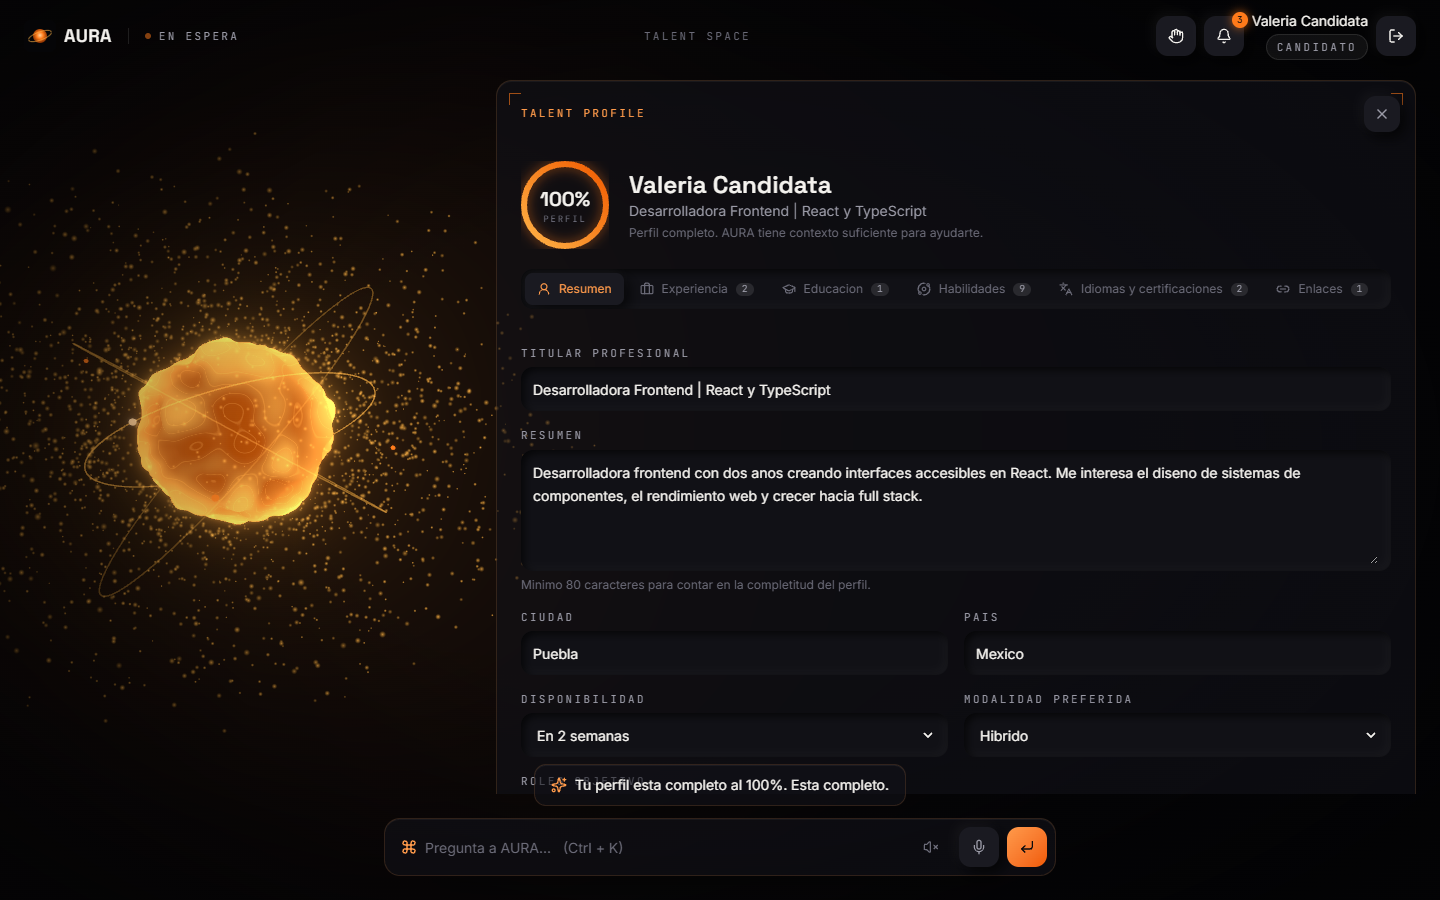 AURA
EN ESPERA
TALENT SPACE
3
Valeria Candidata
CANDIDATO
TALENT PROFILE
100%
PERFIL
Valeria Candidata
Desarrolladora Frontend | React y TypeScript
Perfil completo. AURA tiene contexto suficiente para ayudarte.
Resumen
Experiencia 2
Educacion 1
Habilidades 9
Idiomas y certificaciones 2
Enlaces 1
TITULAR PROFESIONAL
Desarrolladora Frontend | React y TypeScript
RESUMEN
Desarrolladora frontend con dos anos creando interfaces accesibles en React. Me interesa el diseno de sistemas de
componentes, el rendimiento web y crecer hacia full stack.
Minimo 80 caracteres para contar en la completitud del perfil.
CIUDAD
PAIS
Puebla
Mexico
DISPONIBILIDAD
MODALIDAD PREFERIDA
En 2 semanas
Hibrido
Tu perfil esta completo al 100%. Esta completo.
Pregunta a AURA... (Ctrl + K)